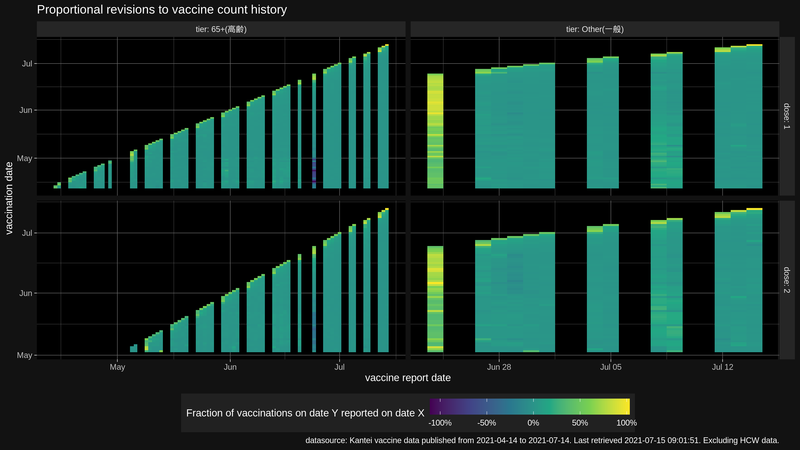 Proportional revisions to vaccine count history
tier: 65+(高齢)
tier: Other(一般)
Jul
Jun
May
dose: 1
vaccination date
Jul
Jun
May
dose: 2
May
Jun
Jul
Jun 28
Jul 05
Jul 12
vaccine report date
Fraction of vaccinations on date Y reported on date X
-100%
-50%
0%
50%
100%
datasource: Kantei vaccine data published from 2021-04-14 to 2021-07-14. Last retrieved 2021-07-15 09:01:51. Excluding HCW data.